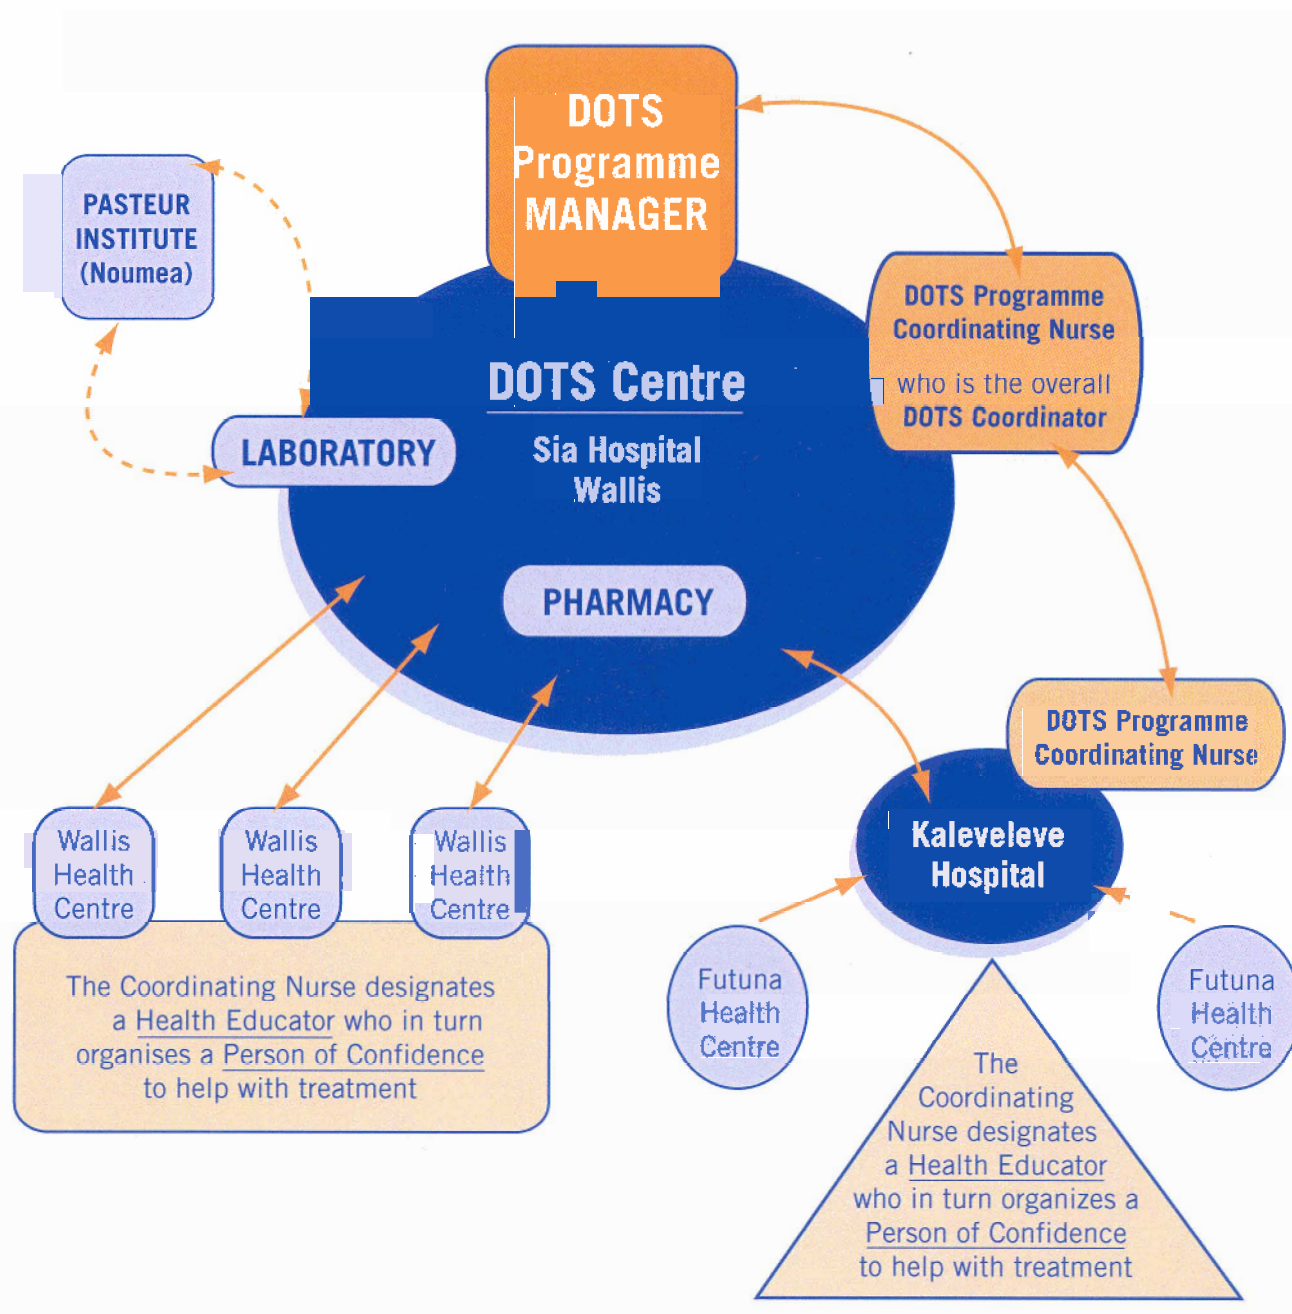 DOTS
Programme
MANAGER
PASTEUR
INSTITUTE
(Noumea)
DOTS Programme
Coordinating Nurse
who is the overall
DOTS Coordinator
DOTS Centre
Sia Hospital
Wallis
LABORATORY
PHARMACY
DOTS Programme
Coordinating Nurse
Kaleveleve
Hospital
Wallis
Health
Centre
Wallis
Health
Centre
Wallis
Health
Centre
The Coordinating Nurse designates
a Health Educator who in turn
organises a Person of Confidence
to help with treatment
Futuna
Health
Centre
Futuna
Health
Centre
The
Coordinating
Nurse designates
a Health Educator
who in turn organizes a
Person of Confidence
to help with treatment